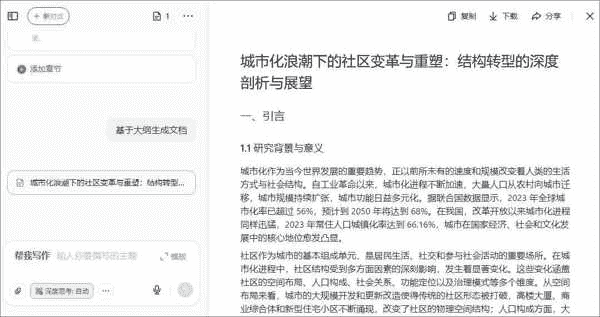 新对话
1
复制
下载
分享
添加章节
基于大纲生成文档
城市化浪潮下的社区变革与重塑：结构转型的...
帮我写作
输入分要撰写的主题
模板
深度思考: 自动
城市化浪潮下的社区变革与重塑：结构转型的深度
剖析与展望
一、引言
1.1 研究背景与意义
城市化作为当今世界发展的重要趋势，正以前所未有的速度和规模改变着人类的生活
方式与社会结构。自工业革命以来，城市化进程不断加速，大量人口从农村向城市迁
移，城市规模持续扩张，城市功能日益多元化。据联合国数据显示，2023 年全球城
市化率已超过 56%，预计到 2050 年将达到 68%。在我国，改革开放以来城市化进程
同样迅猛，2023 年常住人口城镇化率达到 66.16%，城市在国家经济、社会和文化发
展中的核心地位愈发凸显。
社区作为城市的基本组成单元，是居民生活、社交和参与社会活动的重要场所。在城
市化进程中，社区结构受到多方面因素的深刻影响，发生着显著变化。这些变化涵盖
社区的空间布局、人口构成、社会关系、功能定位以及治理模式等多个维度。从空间
布局来看，城市的大规模开发和更新改造使得传统的社区形态被打破，高楼大厦、商
业综合体和新型住宅小区不断涌现，改变了社区的物理空间结构；人口构成方面，大